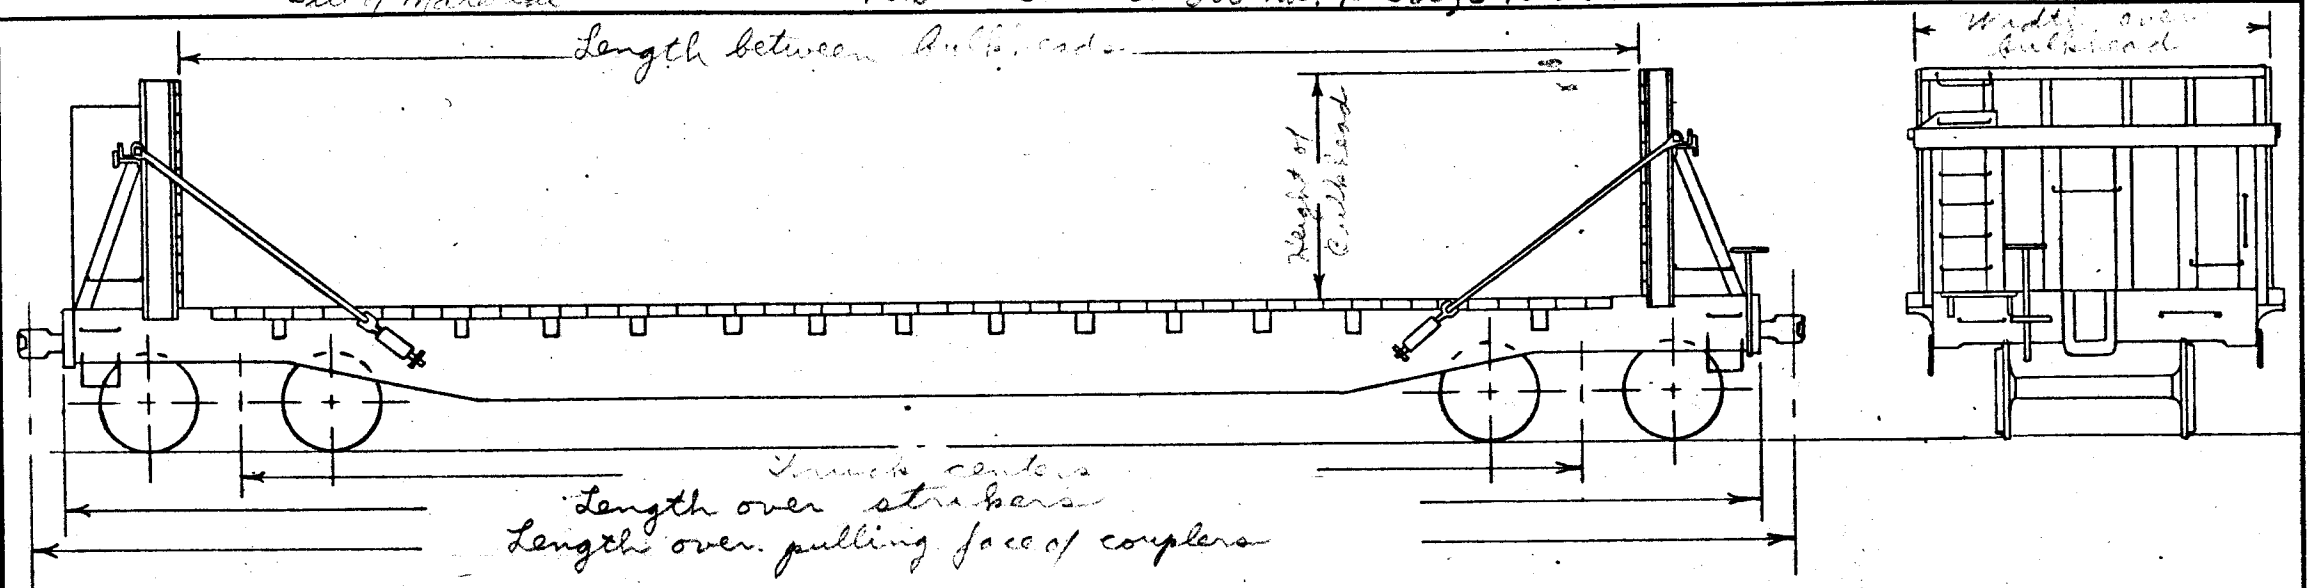 Length between bulkheads
Width over
bulkhead
Height of
Bulkhead
Truck centers
Length over strikers
Length over pulling face of couplers